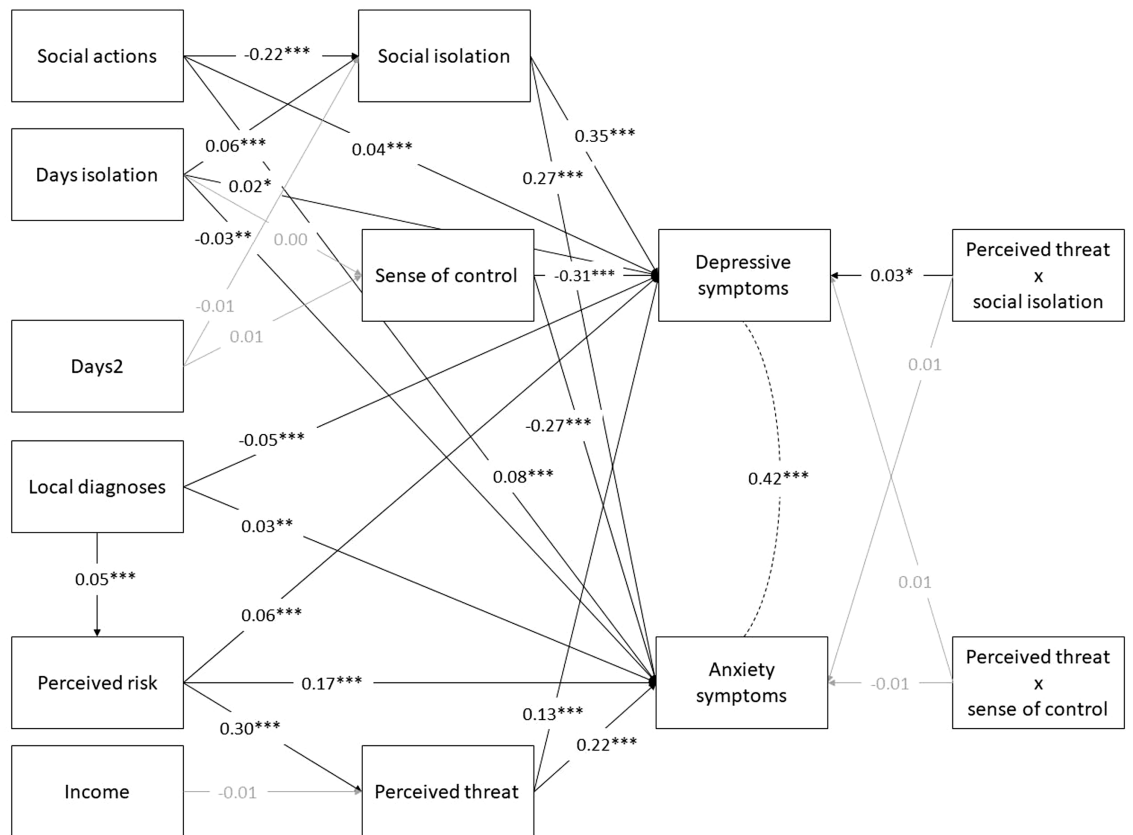 Social actions
-0.22***
Social isolation
0.35***
0.06***
0.04***
Days isolation
0.02*
0.27***
-0.03**
0.00
Sense of control
-0.31***
Depressive
symptoms
0.03*
Perceived threat
x
social isolation
-0.01
0.01
Days2
0.01
-0.05***
-0.27***
Local diagnoses
0.08***
0.42***
0.03**
0.05***
0.01
0.06***
Perceived risk
0.17***
Anxiety
symptoms
-0.01
Perceived threat
x
sense of control
0.30***
0.13***
0.22***
Income
-0.01
Perceived threat